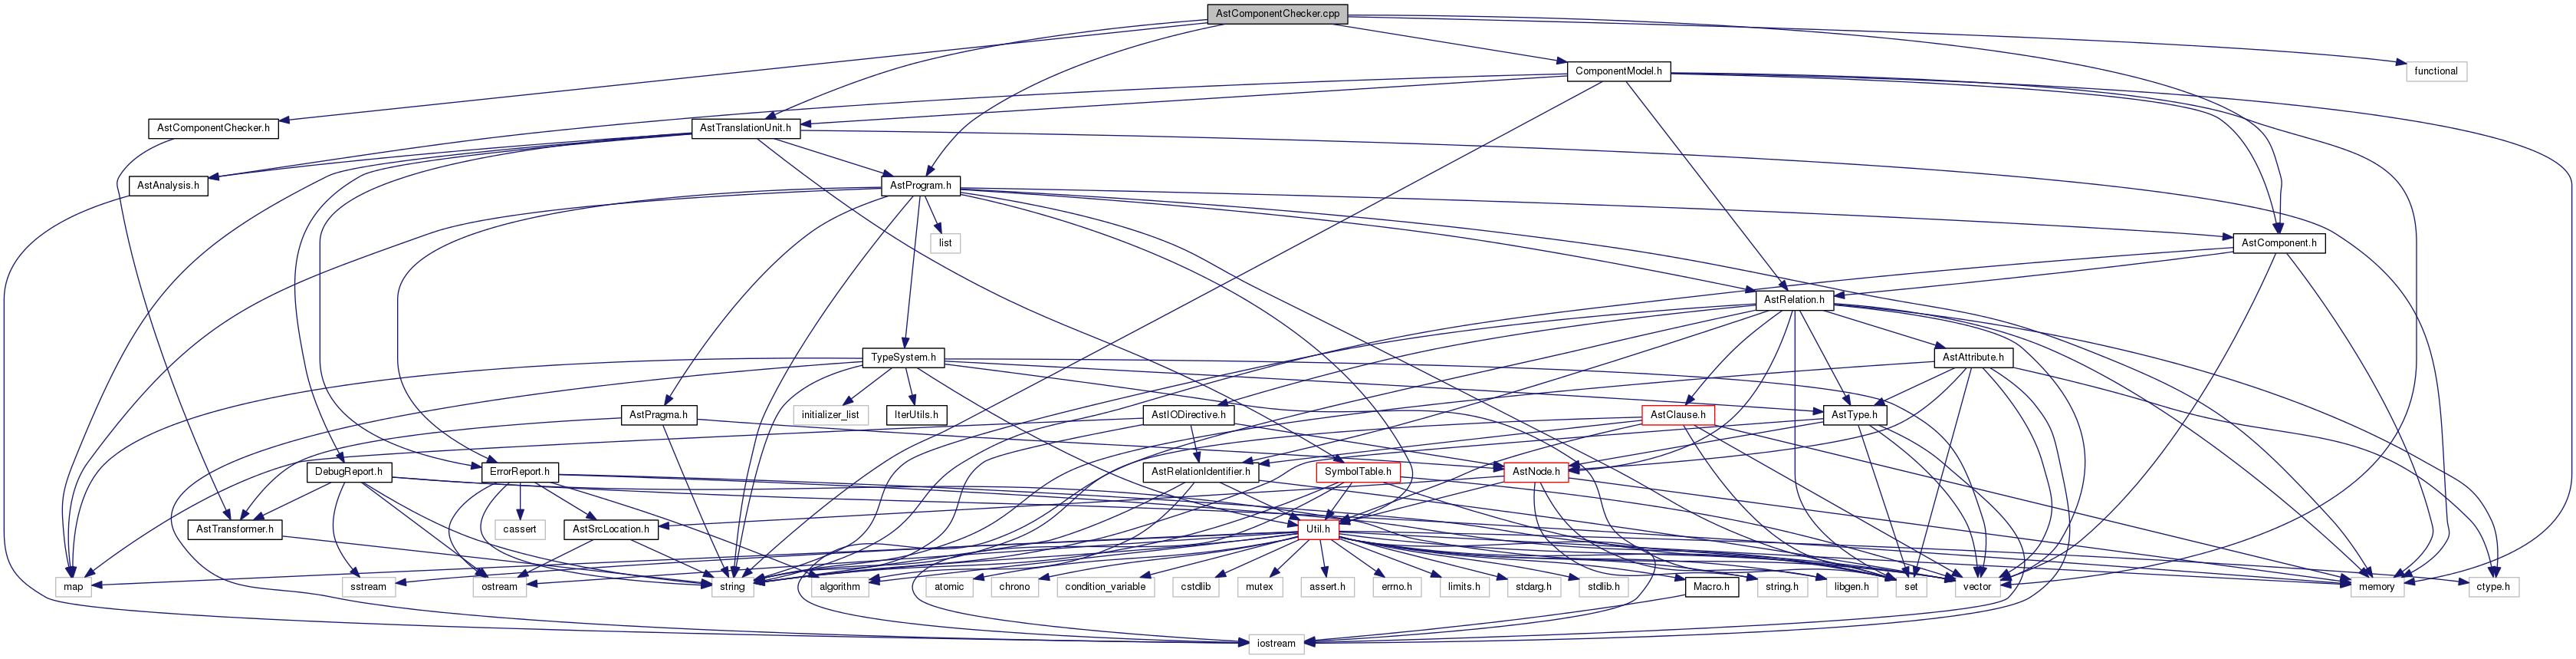 AstComponentChecker.cpp
ComponentModel.h
functional
AstComponentChecker.h
AstTranslationUnit.h
AstAnalysis.h
AstProgram.h
list
AstComponent.h
AstRelation.h
TypeSystem.h
AstAttribute.h
AstPragma.h
initializer_list
IterUtils.h
AstIODirective.h
AstClause.h
AstType.h
DebugReport.h
ErrorReport.h
AstRelationIdentifier.h
SymbolTable.h
AstNode.h
AstTransformer.h
cassert
AstSrcLocation.h
Util.h
map
sstream
ostream
string
algorithm
atomic
chrono
condition_variable
cstdlib
mutex
assert.h
errno.h
limits.h
stdarg.h
stdlib.h
Macro.h
string.h
libgen.h
set
vector
memory
ctype.h
iostream